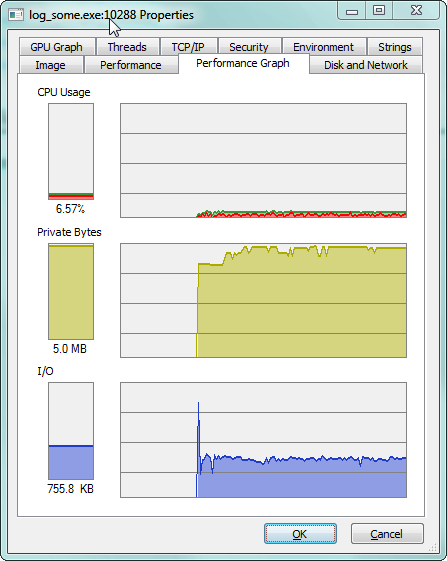 log_some.exe:10288 Properties
GPU Graph Threads TCP/IP Security Environment Strings
Image Performance Performance Graph Disk and Network
CPU Usage
6.57%
Private Bytes
5.0 MB
I/O
755.8 KB
OK Cancel